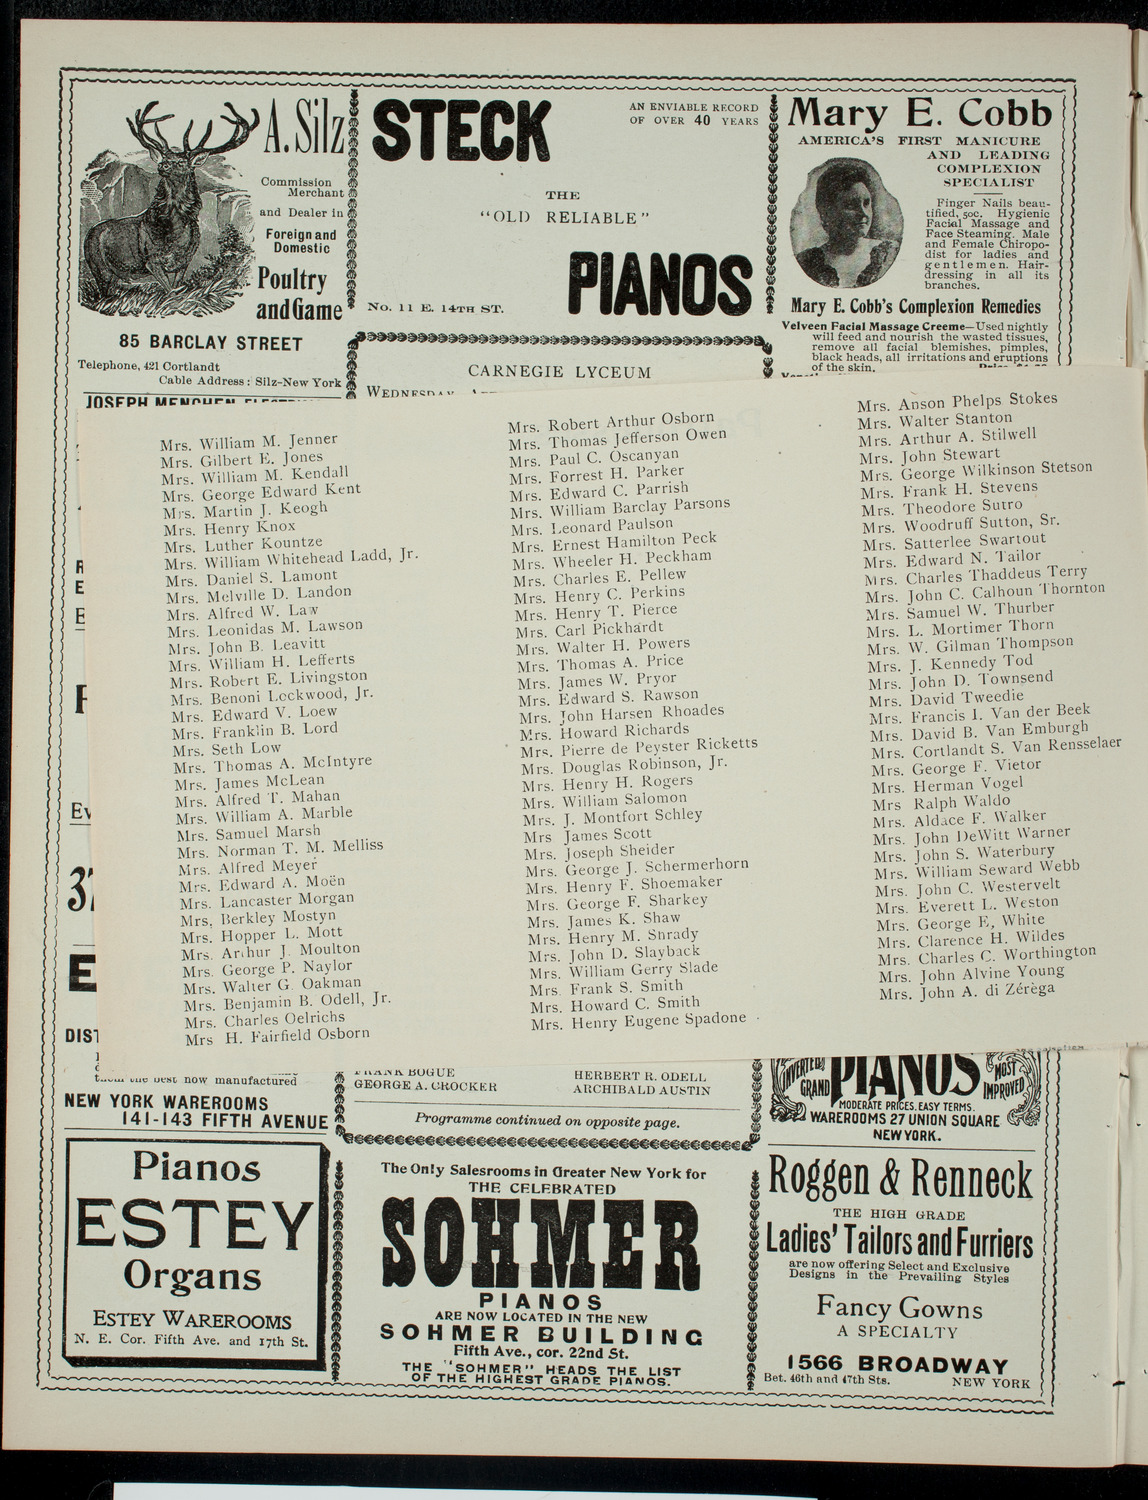 A. Silz
Commission
Merchant
and Dealer in
Foreign and
Domestic
Poultry
and Game
85 BARCLAY STREET
Telephone, 421 Cortlandt
Cable Address: Silz-New York
JOSEPH MENCHEN
STECK
AN ENVIABLE RECORD
OF OVER 40 YEARS
THE
"OLD RELIABLE"
PIANOS
No. 11 E. 14TH ST.
CARNEGIE LYCEUM
WEDNESDAY
Mary E. Cobb
AMERICA'S FIRST MANICURE
AND LEADING
COMPLEXION
SPECIALIST
Finger Nails beau-
tified, 50c. Hygienic
Facial Massage and
Face Steaming. Male
and Female Chiropo-
dist for ladies and
gentlemen. Hair-
dressing in all its
branches.
Mary E. Cobb's Complexion Remedies
Velveen Facial Massage Creeme—Used nightly
will feed and nourish the wasted tissues,
remove all facial blemishes, pimples,
black heads, all irritations and eruptions
of the skin.
Mrs. William M. Jenner
Mrs. Gilbert E. Jones
Mrs. William M. Kendall
Mrs. George Edward Kent
Mrs. Martin J. Keogh
Mrs. Henry Knox
Mrs. Luther Kountze
Mrs. William Whitehead Ladd, Jr.
Mrs. Daniel S. Lamont
Mrs. Melville D. Landon
Mrs. Alfred W. Law
Mrs. Leonidas M. Lawson
Mrs. John B. Leavitt
Mrs. William H. Lefferts
Mrs. Robert E. Livingston
Mrs. Benoni Lockwood, Jr.
Mrs. Edward V. Loew
Mrs. Franklin B. Lord
Mrs. Seth Low
Mrs. Thomas A. McIntyre
Mrs. James McLean
Mrs. Alfred T. Mahan
Mrs. William A. Marble
Mrs. Samuel Marsh
Mrs. Norman T. M. Melliss
Mrs. Alfred Meyer
Mrs. Edward A. Moën
Mrs. Lancaster Morgan
Mrs. Berkley Mostyn
Mrs. Hopper L. Mott
Mrs. Arthur J. Moulton
Mrs. George P. Naylor
Mrs. Walter G. Oakman
Mrs. Benjamin B. Odell, Jr.
Mrs. Charles Oelrichs
Mrs H. Fairfield Osborn
Mrs. Robert Arthur Osborn
Mrs. Thomas Jefferson Owen
Mrs. Paul C. Oscanyan
Mrs. Forrest H. Parker
Mrs. Edward C. Parrish
Mrs. William Barclay Parsons
Mrs. Leonard Paulson
Mrs. Ernest Hamilton Peck
Mrs. Wheeler H. Peckham
Mrs. Charles E. Pellew
Mrs. Henry C. Perkins
Mrs. Henry T. Pierce
Mrs. Carl Pickhardt
Mrs. Walter H. Powers
Mrs. Thomas A. Price
Mrs. James W. Pryor
Mrs. Edward S. Rawson
Mrs. John Harsen Rhoades
Mrs. Howard Richards
Mrs. Pierre de Peyster Ricketts
Mrs. Douglas Robinson, Jr.
Mrs. Henry H. Rogers
Mrs. William Salomon
Mrs. J. Montfort Schley
Mrs James Scott
Mrs. Joseph Sheider
Mrs. George J. Schermerhorn
Mrs. Henry F. Shoemaker
Mrs. George F. Sharkey
Mrs. James K. Shaw
Mrs. Henry M. Shrady
Mrs. John D. Slayback
Mrs. William Gerry Slade
Mrs. Frank S. Smith
Mrs. Howard C. Smith
Mrs. Henry Eugene Spadone
Mrs. Anson Phelps Stokes
Mrs. Walter Stanton
Mrs. Arthur A. Stilwell
Mrs. John Stewart
Mrs. George Wilkinson Stetson
Mrs. Frank H. Stevens
Mrs. Theodore Sutro
Mrs. Woodruff Sutton, Sr.
Mrs. Satterlee Swartout
Mrs. Edward N. Tailor
Mrs. Charles Thaddeus Terry
Mrs. John C. Calhoun Thornton
Mrs. Samuel W. Thurber
Mrs. L. Mortimer Thorn
Mrs. W. Gilman Thompson
Mrs. J. Kennedy Tod
Mrs. John D. Townsend
Mrs. David Tweedie
Mrs. Francis I. Van der Beek
Mrs. David B. Van Emburgh
Mrs. Cortlandt S. Van Rensselaer
Mrs. George F. Vietor
Mrs. Herman Vogel
Mrs Ralph Waldo
Mrs. Aldace F. Walker
Mrs. John DeWitt Warner
Mrs. John S. Waterbury
Mrs. William Seward Webb
Mrs. John C. Westervelt
Mrs. Everett L. Weston
Mrs. George E, White
Mrs. Clarence H. Wildes
Mrs. Charles C. Worthington
Mrs. John Alvine Young
Mrs. John A. di Zérèga
Ev
37
E
DIST
them the best now manufactured
NEW YORK WAREROOMS
141-143 FIFTH AVENUE
FRANK BOGUE
GEORGE A. CROCKER
HERBERT R. ODELL
ARCHIBALD AUSTIN
Programme continued on opposite page.
INVERTED GRAND
PIANOS
MOST IMPROVED
MODERATE PRICES. EASY TERMS.
WAREROOMS 27 UNION SQUARE
NEW YORK.
Pianos
ESTEY
Organs
ESTEY WAREROOMS
N. E. Cor. Fifth Ave. and 17th St.
The Only Salesrooms in Greater New York for
THE CELEBRATED
SOHMER
PIANOS
ARE NOW LOCATED IN THE NEW
SOHMER BUILDING
Fifth Ave., cor. 22nd St.
THE "SOHMER" HEADS THE LIST
OF THE HIGHEST GRADE PIANOS.
Roggen & Renneck
THE HIGH GRADE
Ladies' Tailors and Furriers
are now offering Select and Exclusive
Designs in the Prevailing Styles
Fancy Gowns
A SPECIALTY
1566 BROADWAY
Bet. 46th and 47th Sts.
NEW YORK